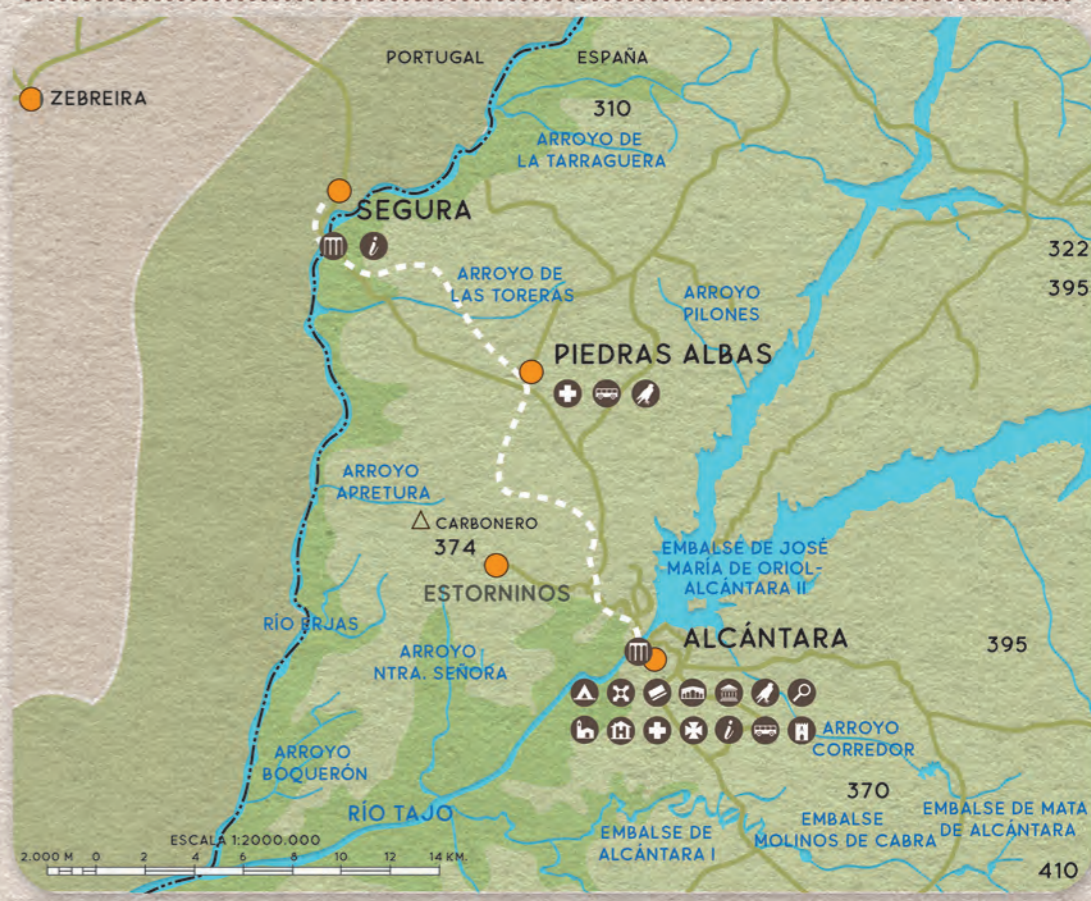 PORTUGAL
ESPAÑA
ZEBREIRA
310
ARROYO DE
LA TARRAGUERA
SEGURA
i
322
ARROYO DE
LAS TORERAS
ARROYO
PILONES
395
PIEDRAS ALBAS
ARROYO
APRETURA
CARBONERO
374
EMBALSE DE JOSÉ
MARÍA DE ORIOL-
ALCÁNTARA II
ESTORNINOS
RÍO ERJAS
ALCÁNTARA
395
ARROYO
NTRA. SEÑORA
i
ARROYO
CORREDOR
ARROYO
BOQUERÓN
370
RÍO TAJO
EMBALSE DE
ALCÁNTARA I
EMBALSE
MOLINOS DE CABRA
EMBALSE DE MATA
DE ALCÁNTARA
410
ESCALA 1:2000.000
2.000 M 0 2 4 6 8 10 12 14 KM.